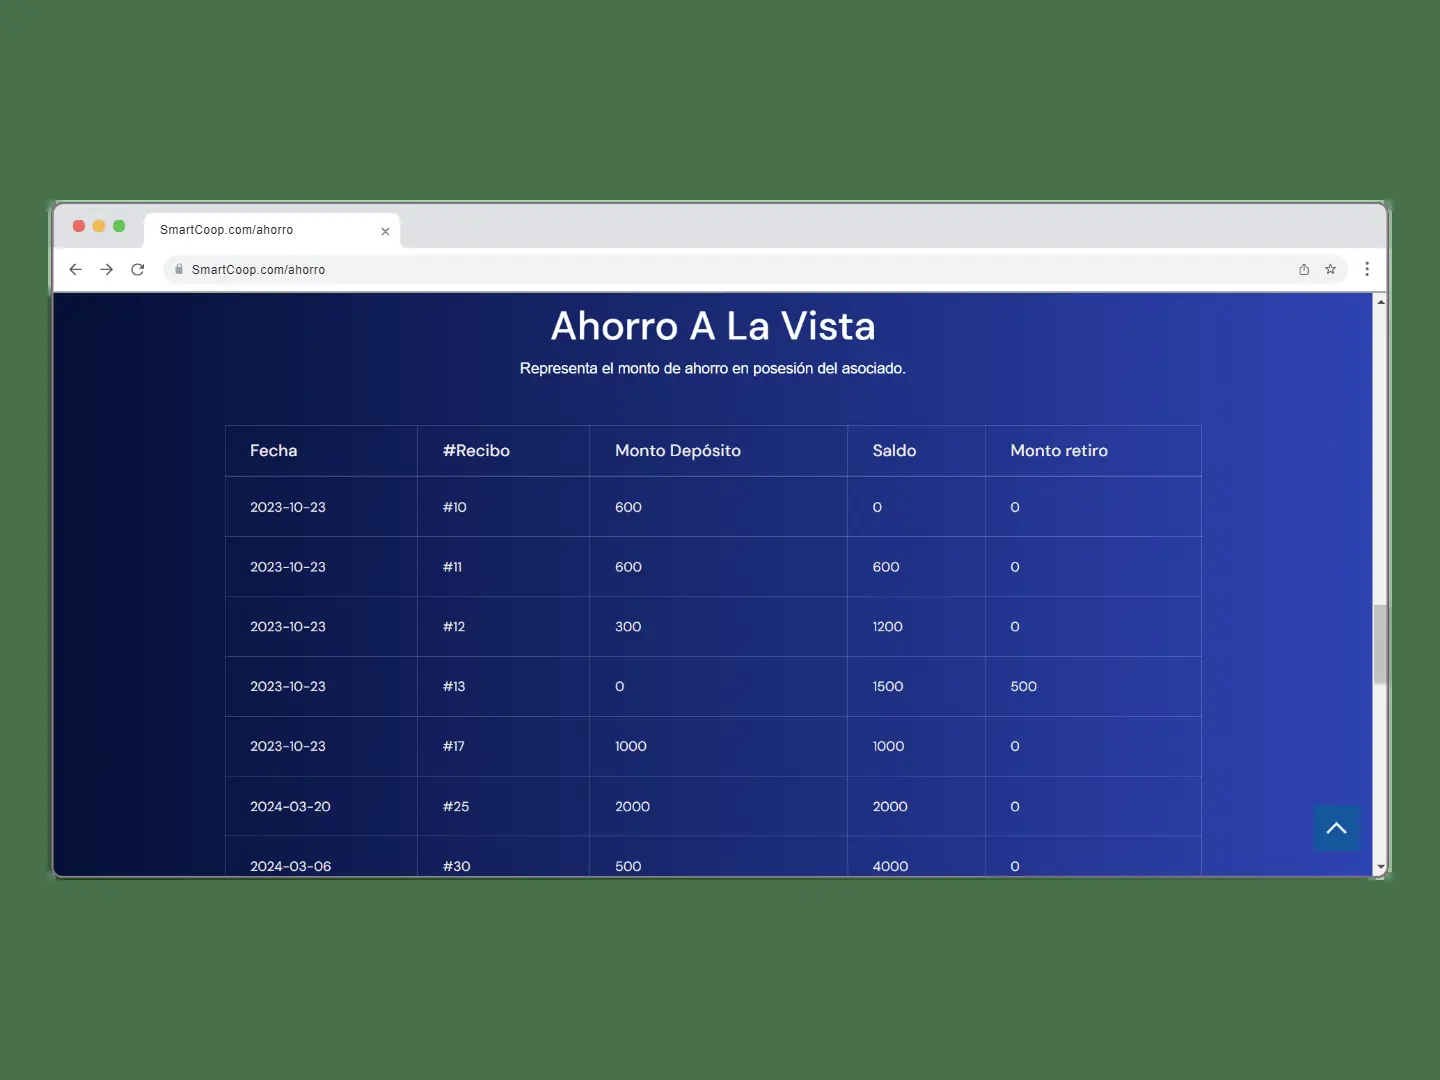 SmartCoop.com/ahorro
SmartCoop.com/ahorro
Ahorro A La Vista
Representa el monto de ahorro en posesión del asociado.
Fecha #Recibo Monto Depósito Saldo Monto retiro
2023-10-23 #10 600 0 0
2023-10-23 #11 600 600 0
2023-10-23 #12 300 1200 0
2023-10-23 #13 0 1500 500
2023-10-23 #17 1000 1000 0
2024-03-20 #25 2000 2000 0
2024-03-06 #30 500 4000 0